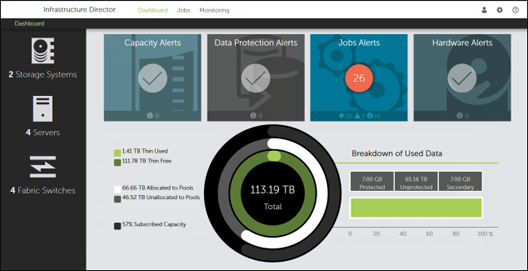 Infrastructure Director
Dashboard Jobs Monitoring
Dashboard
2 Storage Systems
4 Servers
4 Fabric Switches
Capacity Alerts
0
Data Protection Alerts
0
Jobs Alerts
26
Hardware Alerts
0
1.41 TB Thin Used
111.78 TB Thin Free
66.66 TB Allocated to Pools
46.52 TB Unallocated to Pools
57% Subscribed Capacity
113.19 TB
Total
Breakdown of Used Data
7.00 GB Protected
65.16 TB Unprotected
7.00 GB Secondary
0 20 40 60 80 100 %